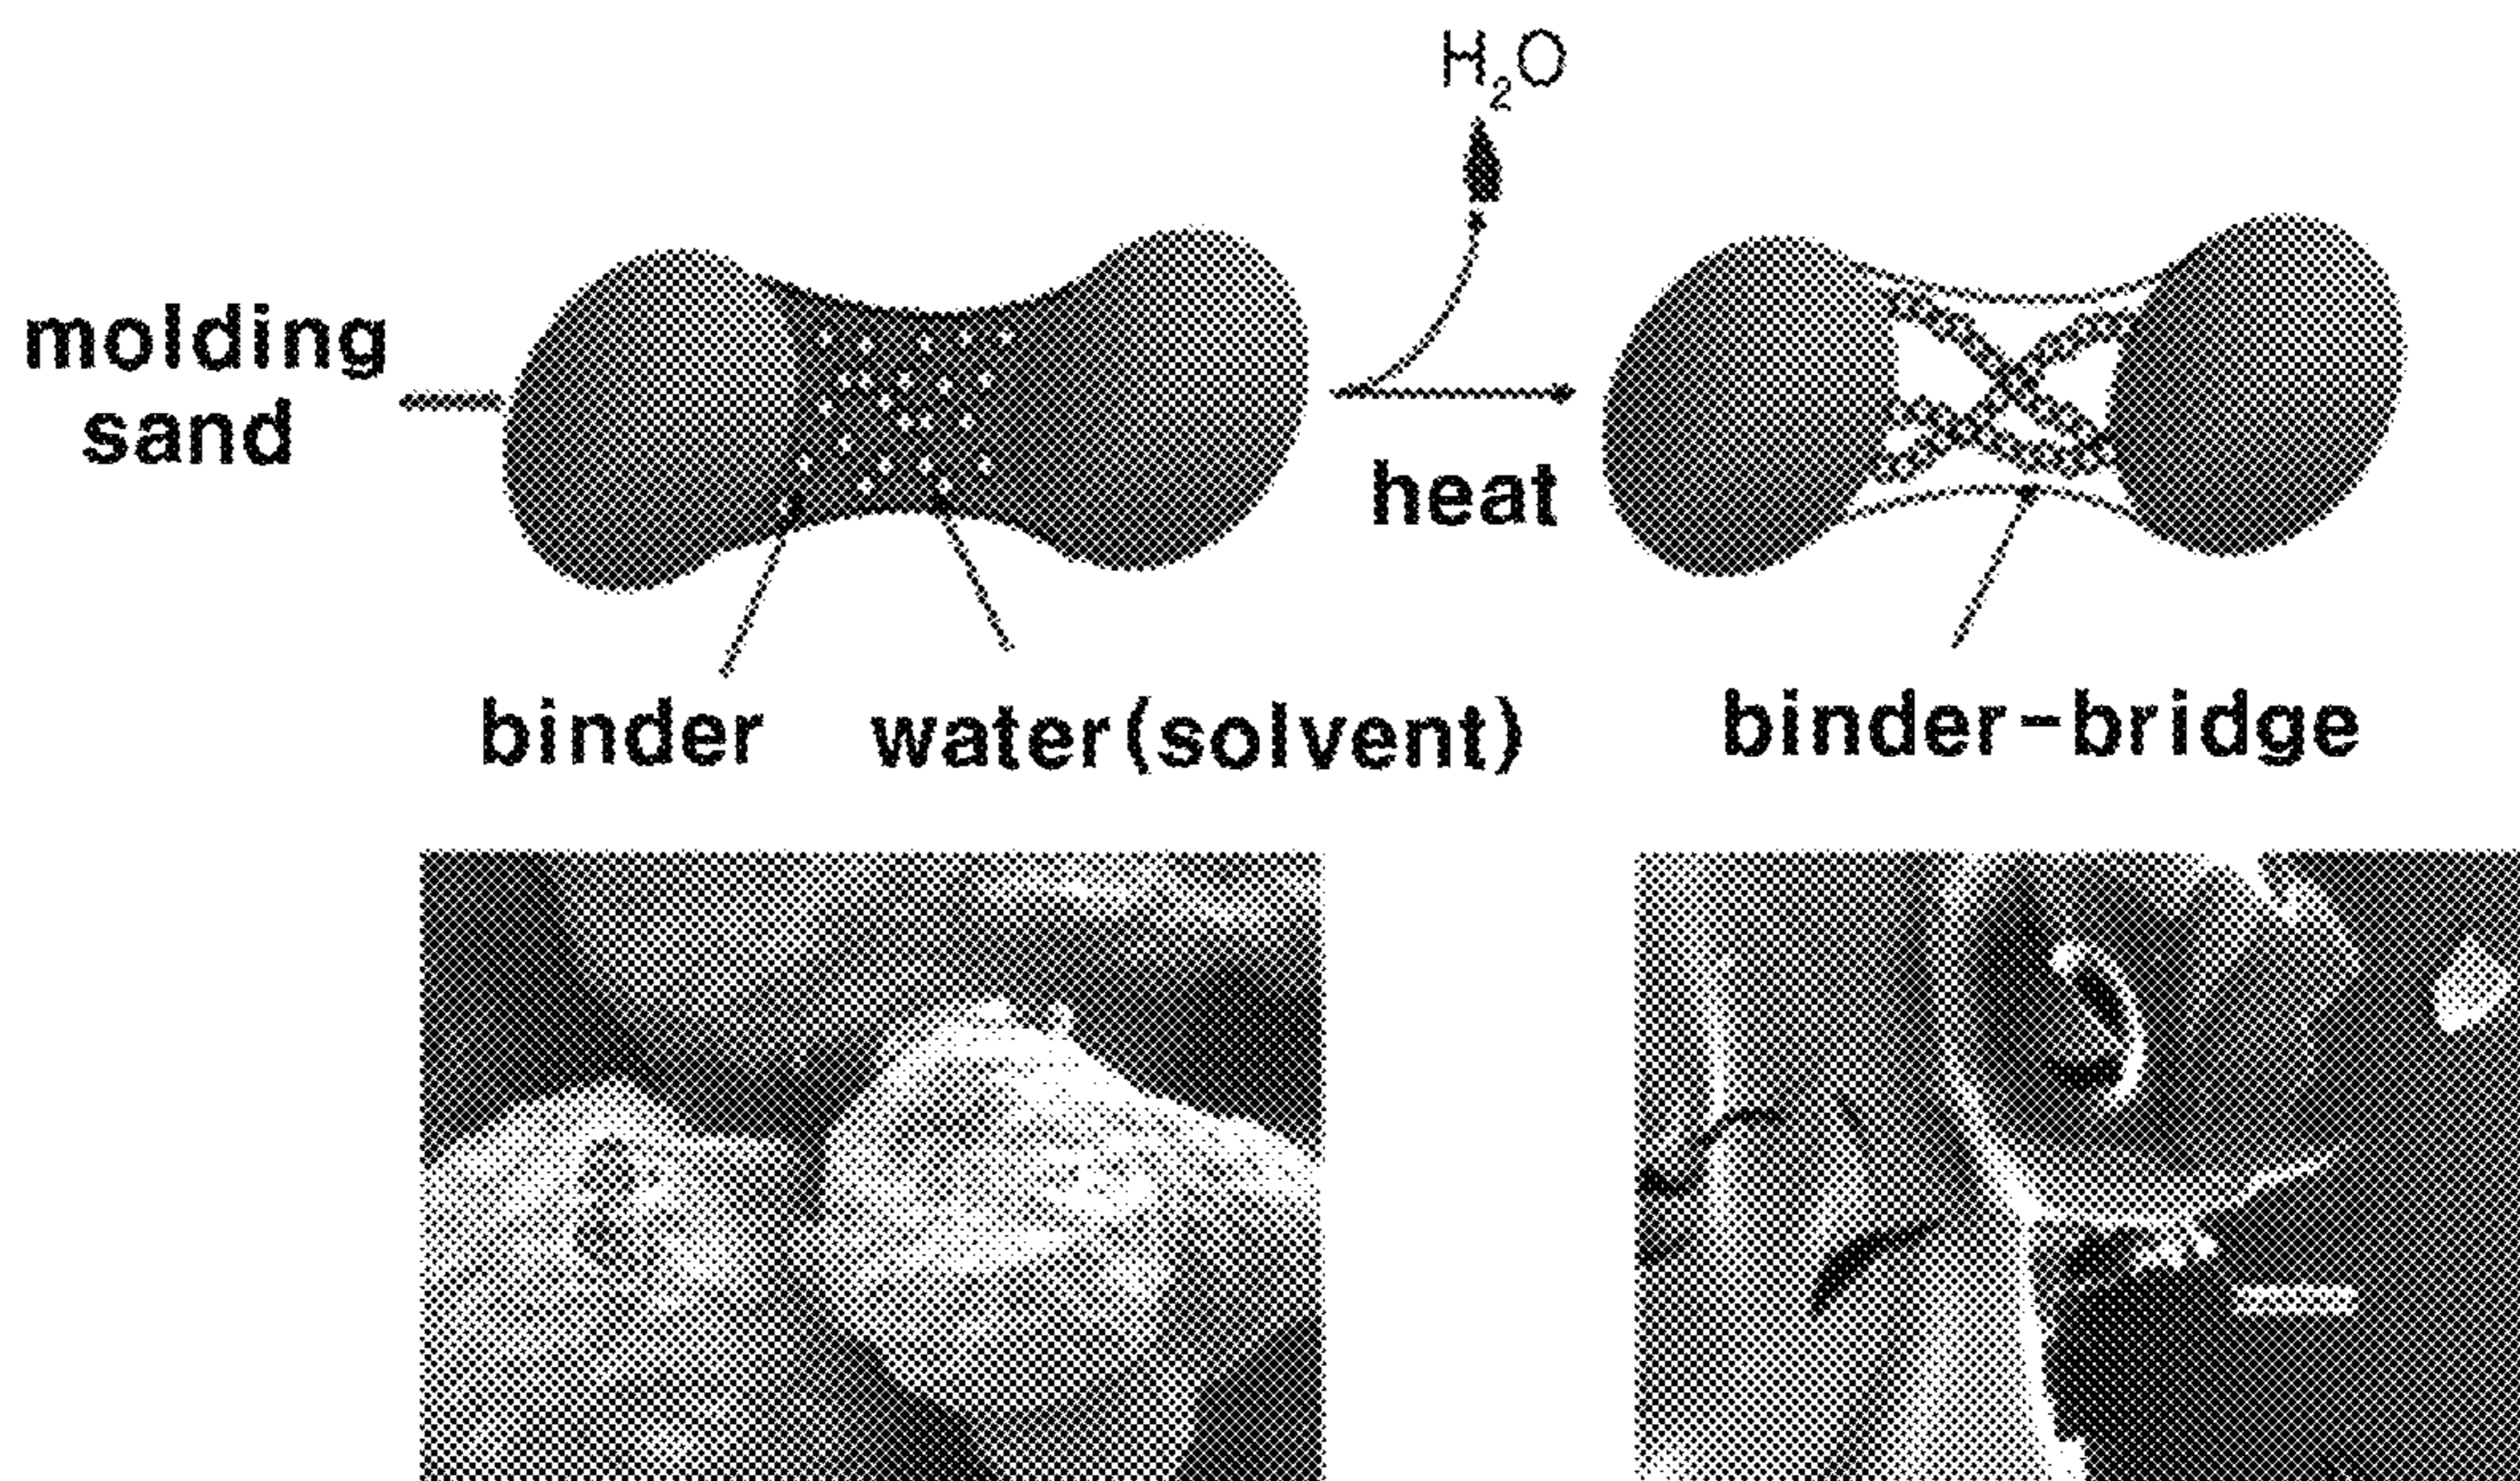 H₂O
molding
sand
heat
binder
water(solvent)
binder-bridge